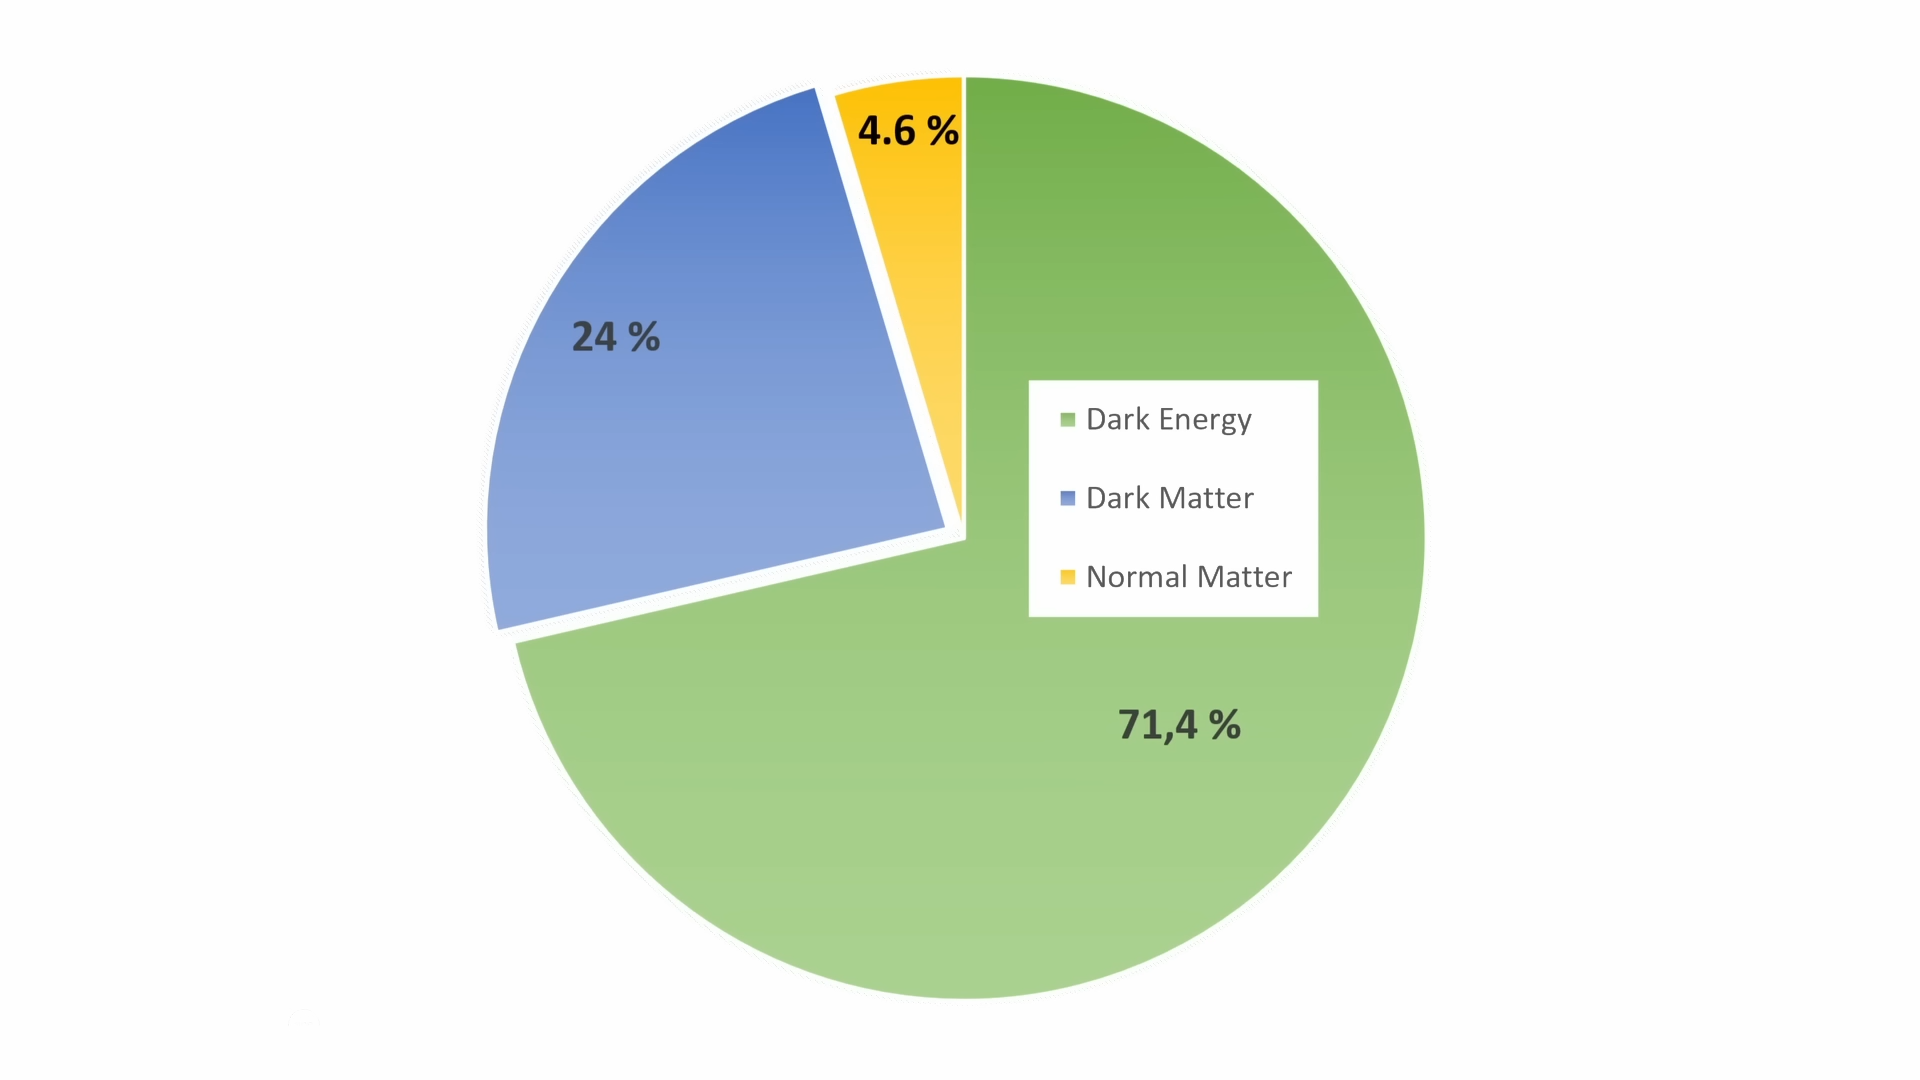 4.6 %
24 %
Dark Energy
Dark Matter
Normal Matter
71,4 %